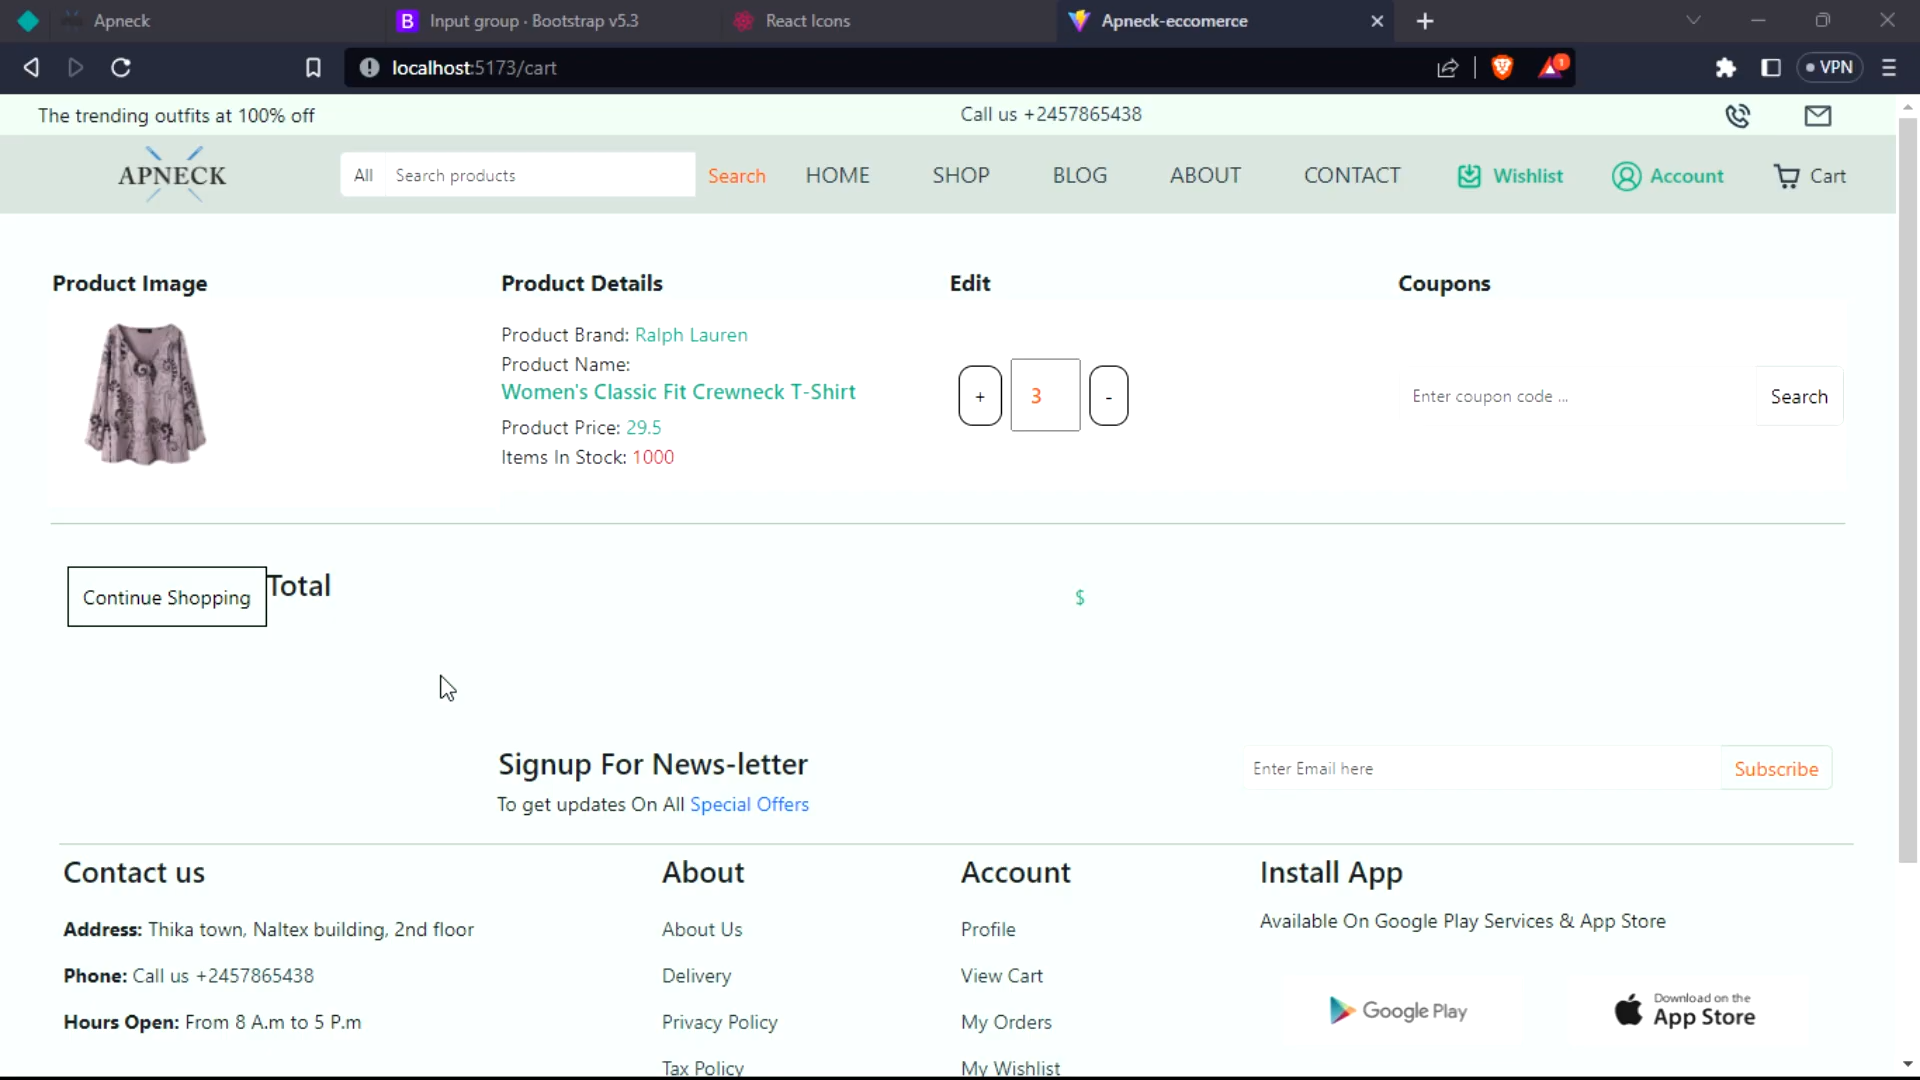 Apneck
B Input group · Bootstrap v5.3
React Icons
Apneck-eccomerce
localhost:5173/cart
1
VPN
The trending outfits at 100% off
Call us +2457865438
APNECK
All
Search products
Search
HOME
SHOP
BLOG
ABOUT
CONTACT
Wishlist
Account
Cart
Product Image
Product Details
Edit
Coupons
Product Brand: Ralph Lauren
Product Name:
Women's Classic Fit Crewneck T-Shirt
Product Price: 29.5
Items In Stock: 1000
+
3
-
Enter coupon code ...
Search
Continue Shopping
Total
$
Signup For News-letter
To get updates On All Special Offers
Enter Email here
Subscribe
Contact us
Address: Thika town, Naltex building, 2nd floor
Phone: Call us +2457865438
Hours Open: From 8 A.m to 5 P.m
About
About Us
Delivery
Privacy Policy
Tax Policy
Account
Profile
View Cart
My Orders
My Wishlist
Install App
Available On Google Play Services & App Store
Google Play
Download on the
App Store